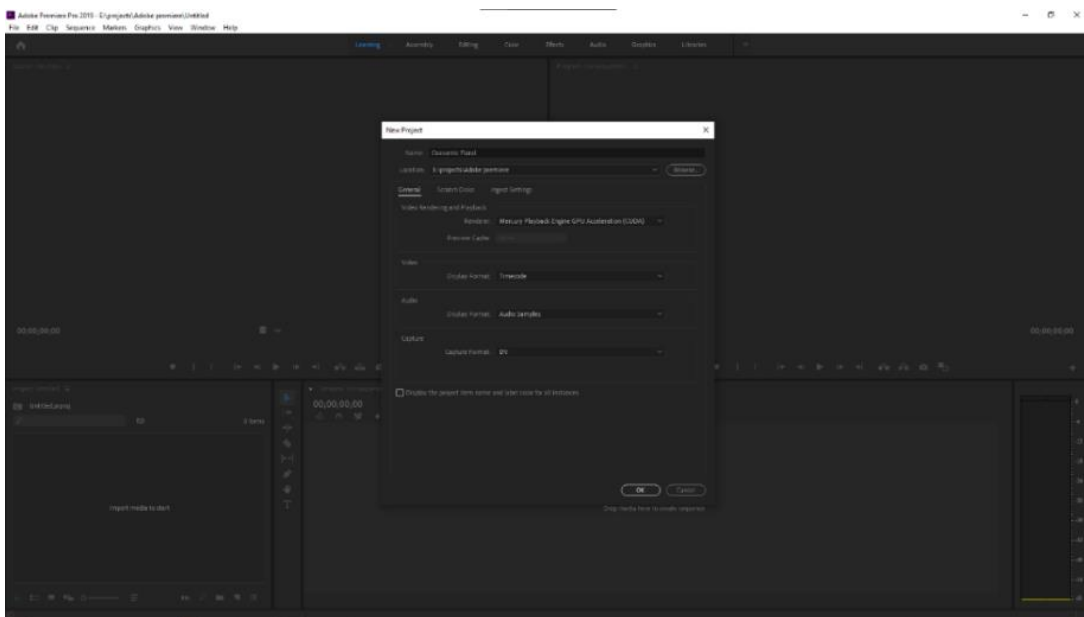 Adobe Premiere Pro 2019 - E:\projects\Adobe premiere\Untitled
File Edit Clip Sequence Markers Graphics View Window Help
Learning Assembly Editing Color Effects Audio Graphics Libraries
New Project
Name:
Location: E:\projects\Adobe premiere Browse...
General Scratch Disks Ingest Settings
Video Rendering and Playback
Renderer: Mercury Playback Engine GPU Acceleration (CUDA)
Preview Cache:
Video
Display Format: Timecode
Audio
Display Format: Audio Samples
Capture
Capture Format: DV
Display the project item name and label color for all instances
OK Cancel
00;00;00;00
00;00;00;00
Untitled.prproj
0 Items
Import media to start
00;00;00;00
Drop media here to create sequence.